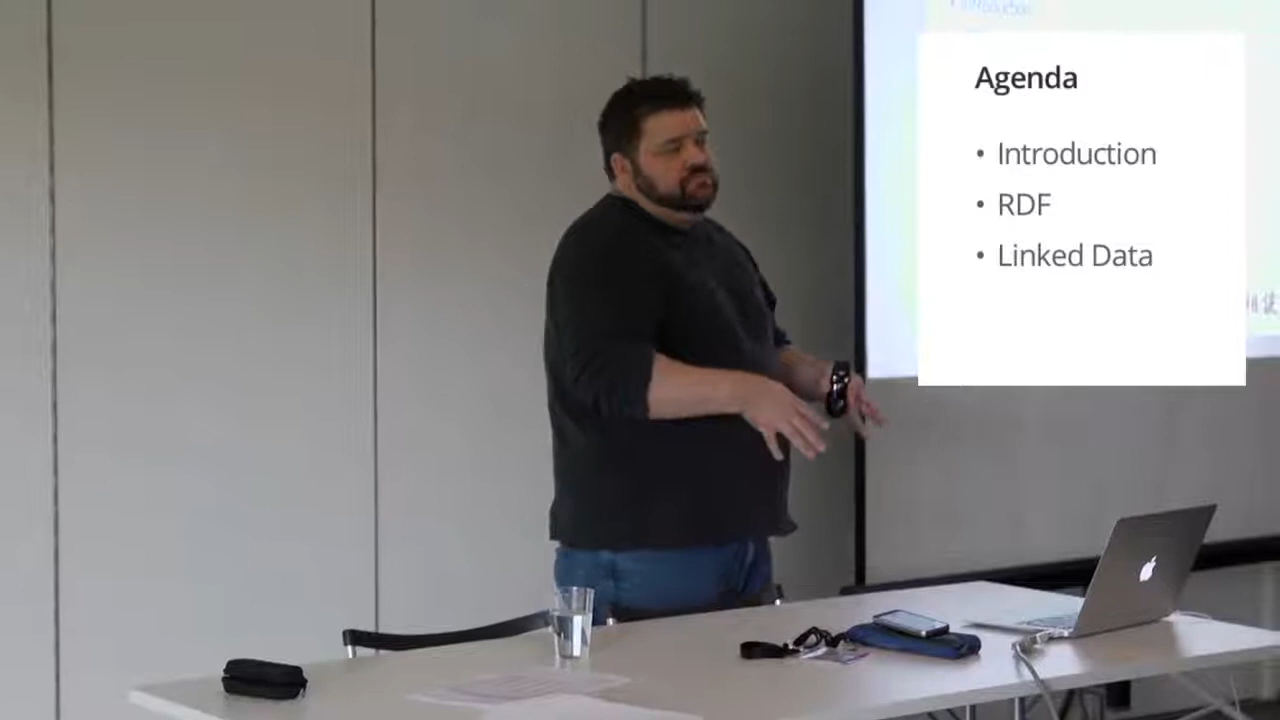 Agenda
• Introduction
• RDF
• Linked Data